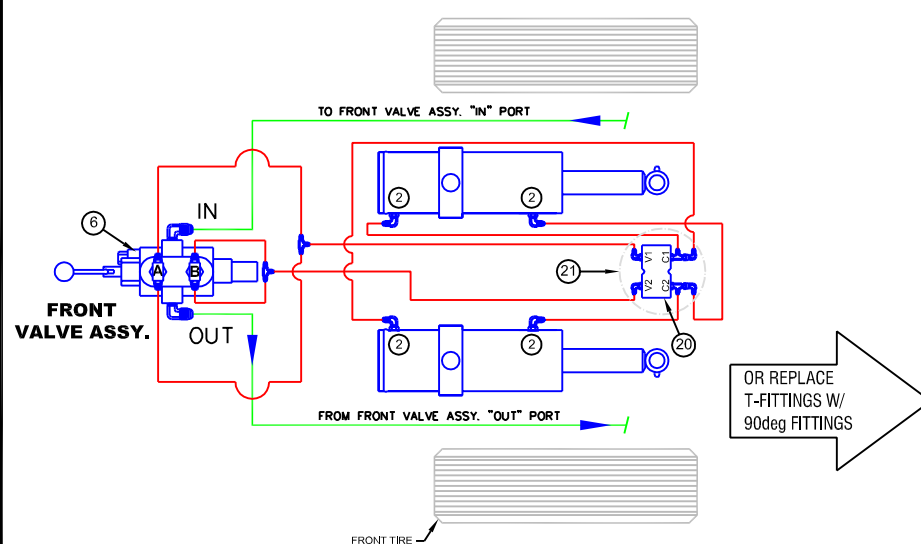 TO FRONT VALVE ASSY. "IN" PORT
2
2
IN
6
A
B
V1
C1
21
V2
C2
FRONT
VALVE ASSY.
OUT
2
2
20
OR REPLACE
T-FITTINGS W/
90deg FITTINGS
FROM FRONT VALVE ASSY. "OUT" PORT
FRONT TIRE